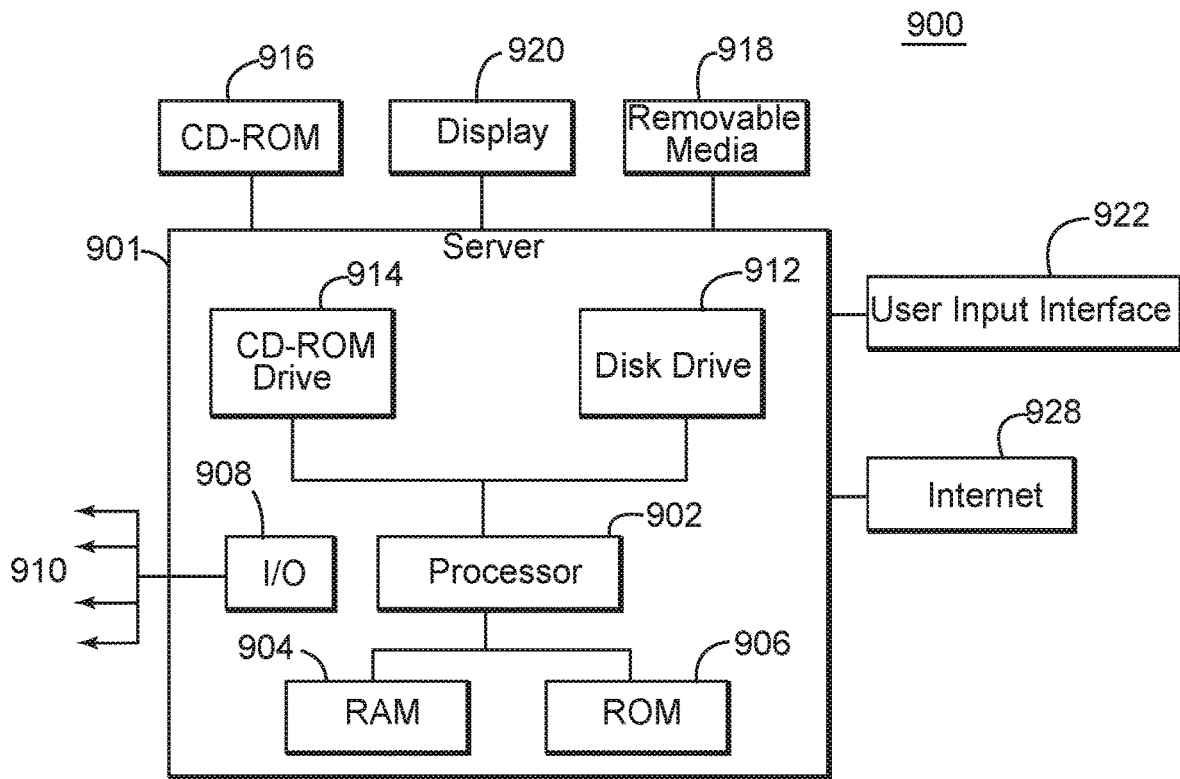 900
916
920
918
CD-ROM
Display
Removable
Media
901
Server
922
914
912
User Input Interface
CD-ROM
Drive
Disk Drive
928
Internet
908
902
910
I/O
Processor
904
906
RAM
ROM